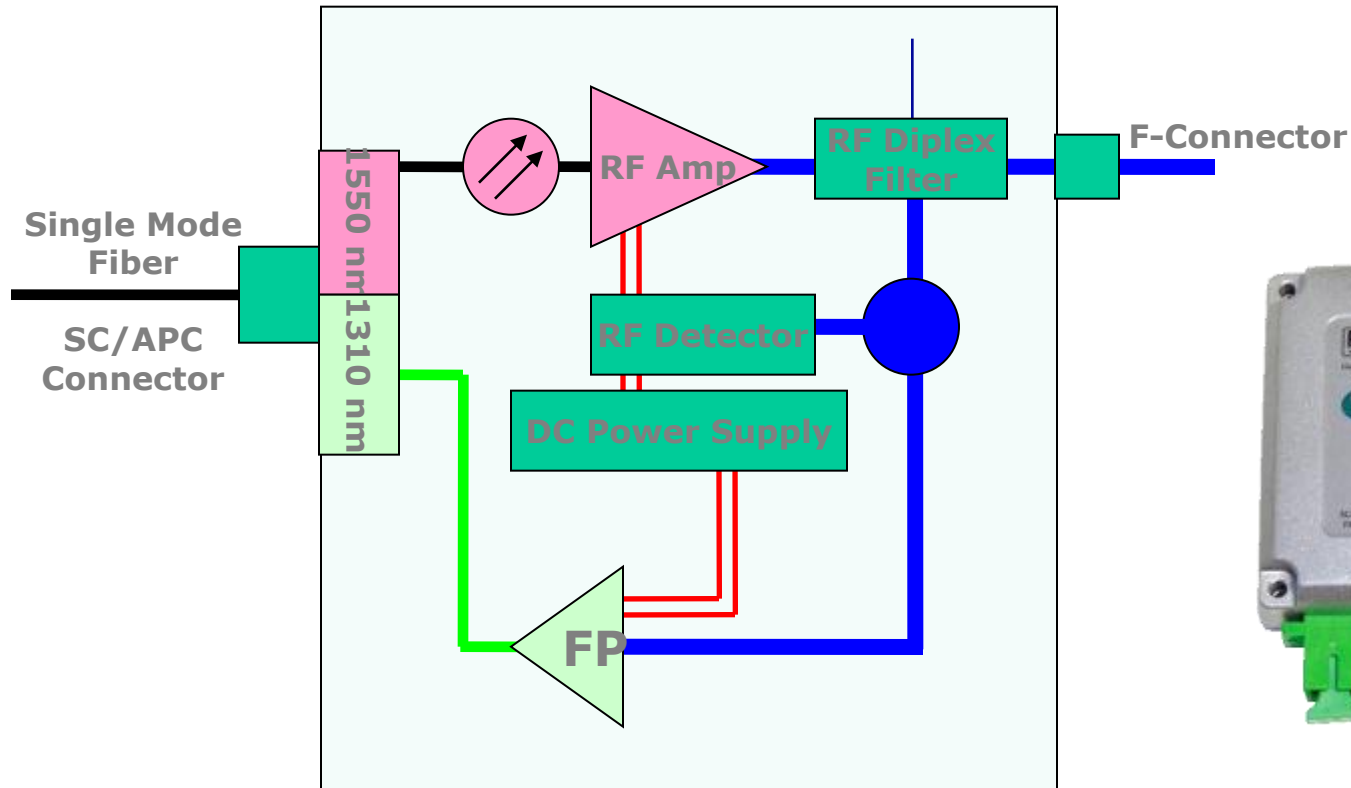 F-Connector
RF Diplex
Filter
RF Amp
1550 nm
Single Mode
Fiber
SC/APC
Connector
1310 nm
RF Detector
DC Power Supply
FP